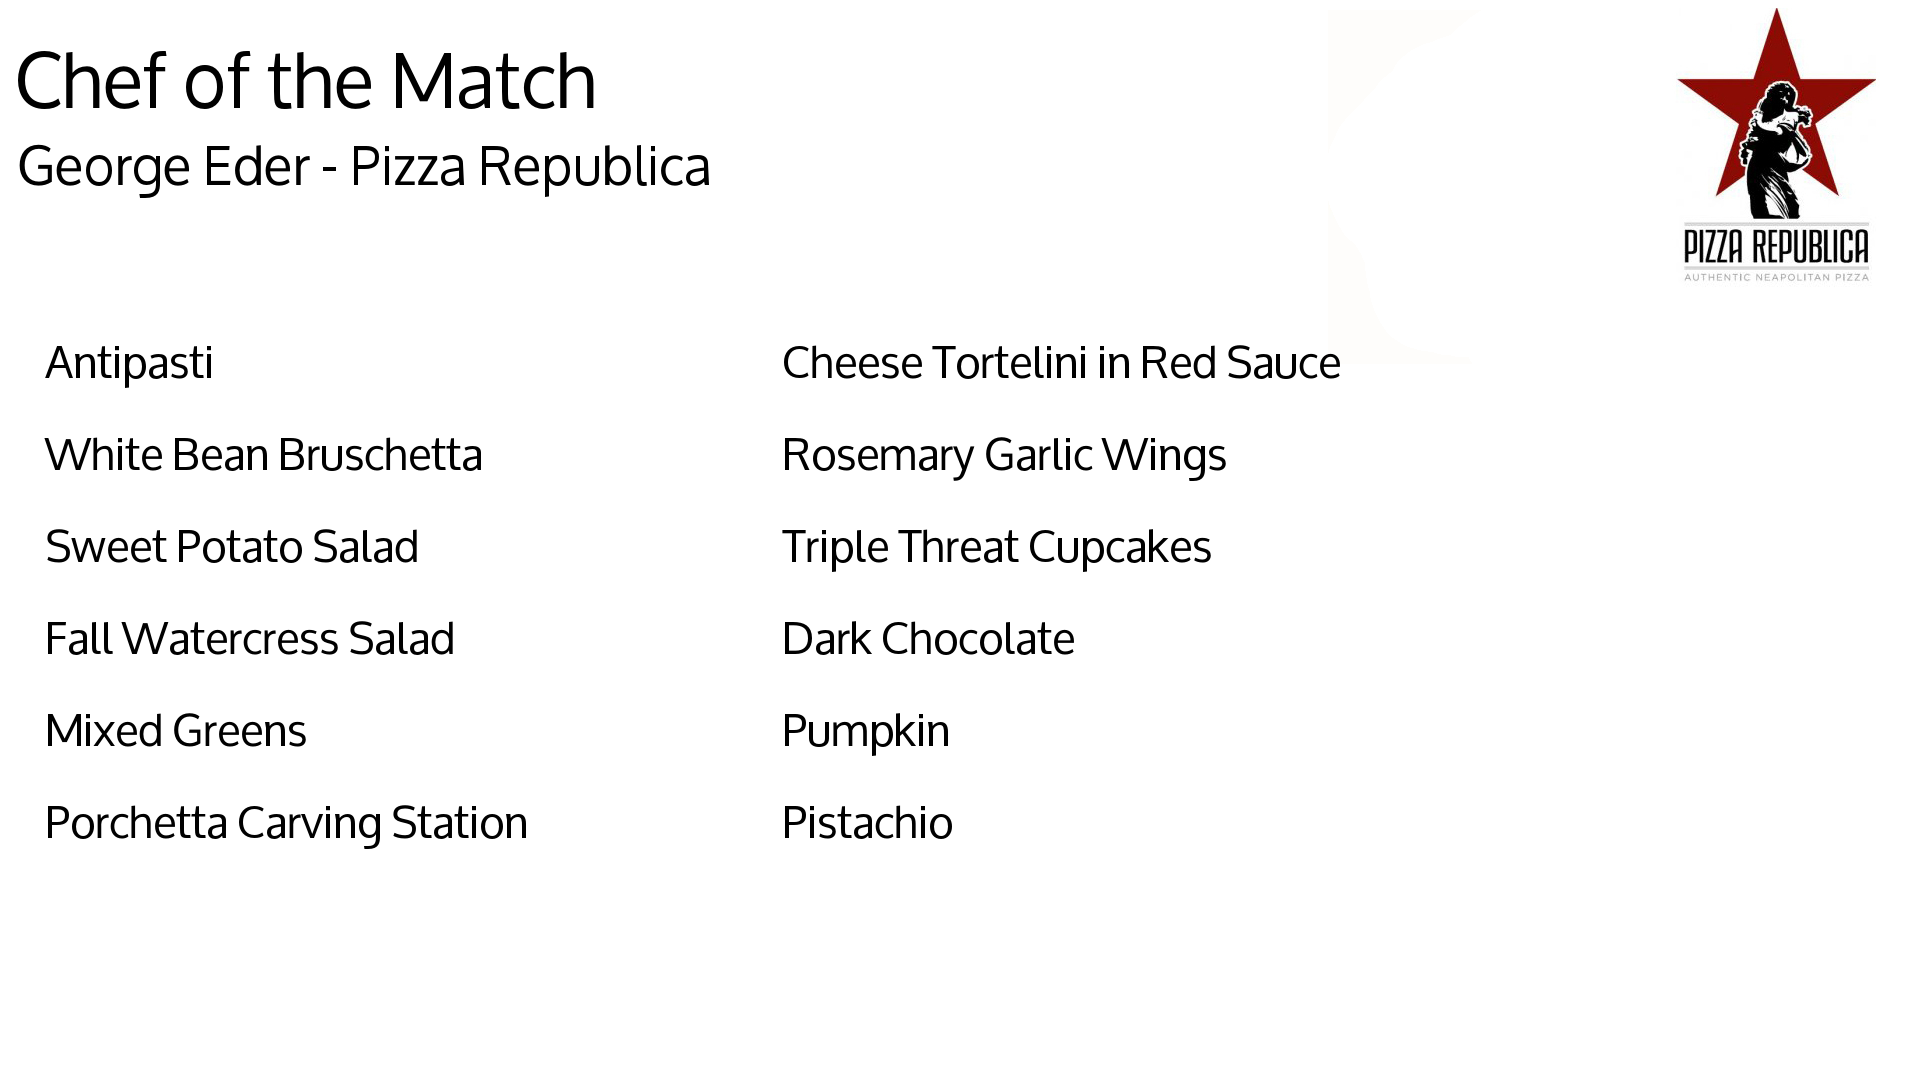 Chef of the Match
George Eder - Pizza Republica
PIZZA REPUBLICA
AUTHENTIC NEAPOLITAN PIZZA
Antipasti
White Bean Bruschetta
Sweet Potato Salad
Fall Watercress Salad
Mixed Greens
Porchetta Carving Station
Cheese Tortelini in Red Sauce
Rosemary Garlic Wings
Triple Threat Cupcakes
Dark Chocolate
Pumpkin
Pistachio